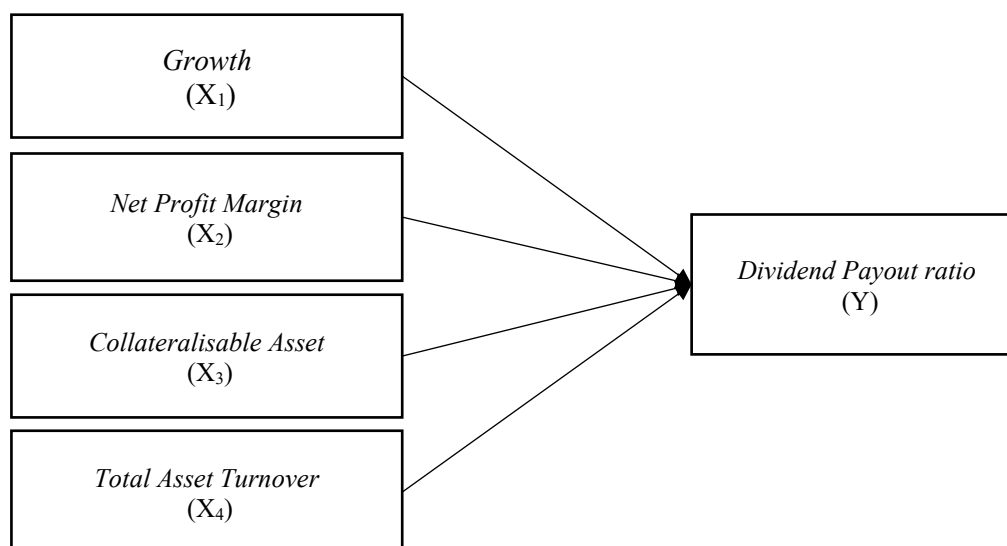 Growth
(X₁)
Net Profit Margin
(X₂)
Collateralisable Asset
(X₃)
Total Asset Turnover
(X₄)
Dividend Payout ratio
(Y)